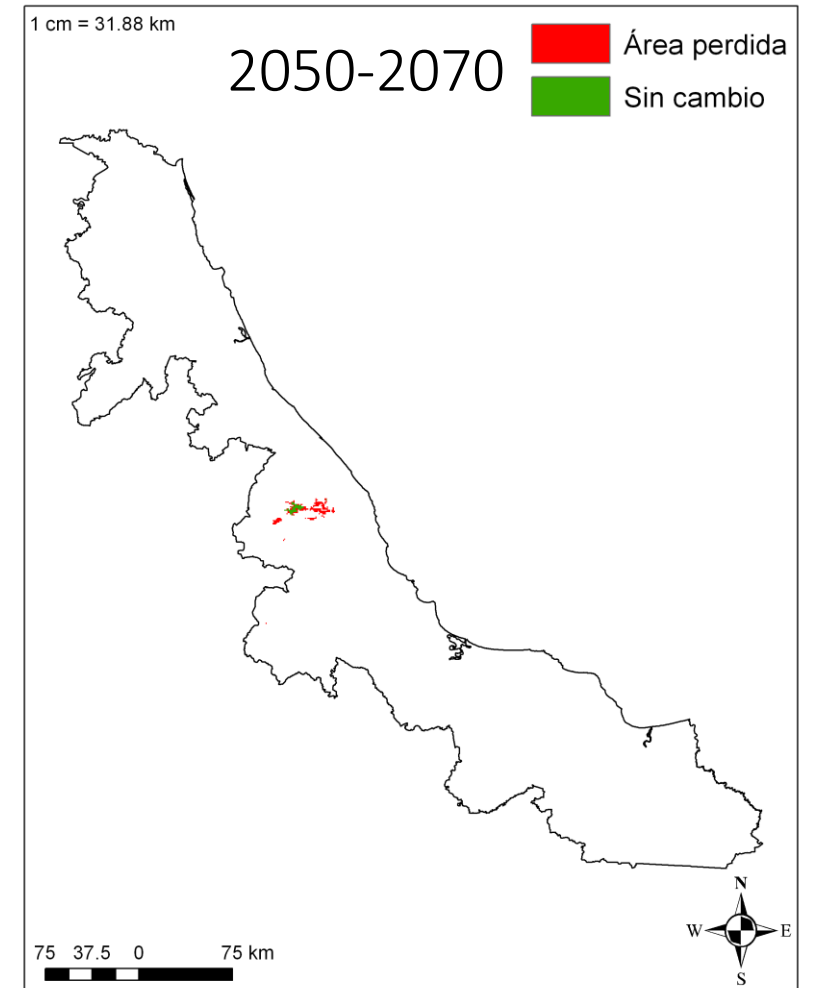 1 cm = 31.88 km
2050-2070
Área perdida
Sin cambio
N
W E
S
75 37.5 0 75 km